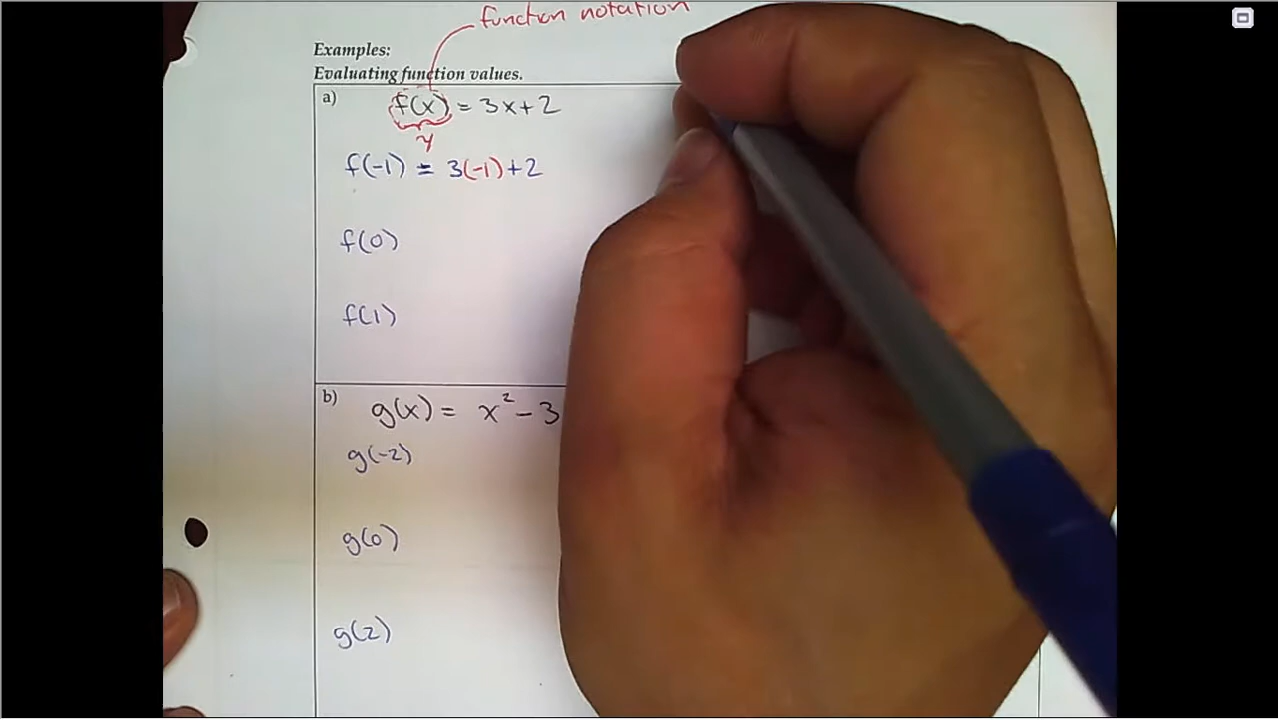 function notation
Examples:
Evaluating function values.
a) f(x) = 3x+2
y
f(-1) = 3(-1)+2
f(0)
f(1)
b) g(x) = x² - 3
g(-2)
g(0)
g(2)